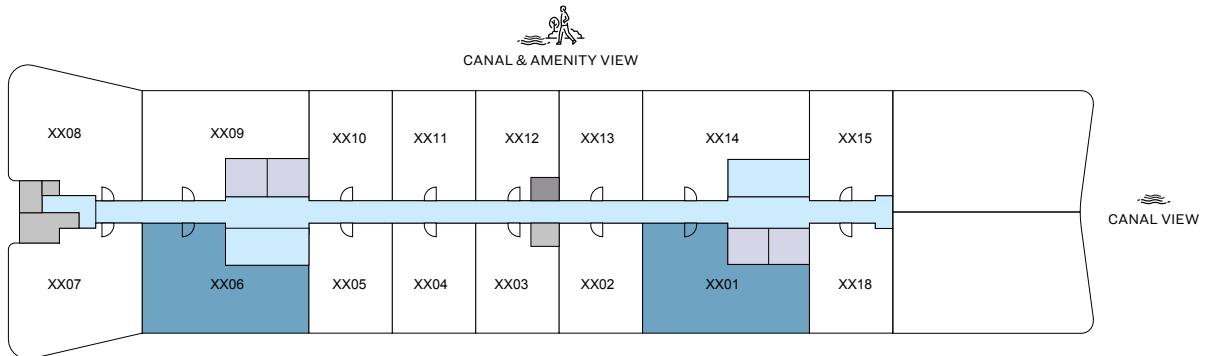 CANAL & AMENITY VIEW
XX08
XX09
XX10
XX11
XX12
XX13
XX14
XX15
CANAL VIEW
XX07
XX06
XX05
XX04
XX03
XX02
XX01
XX18